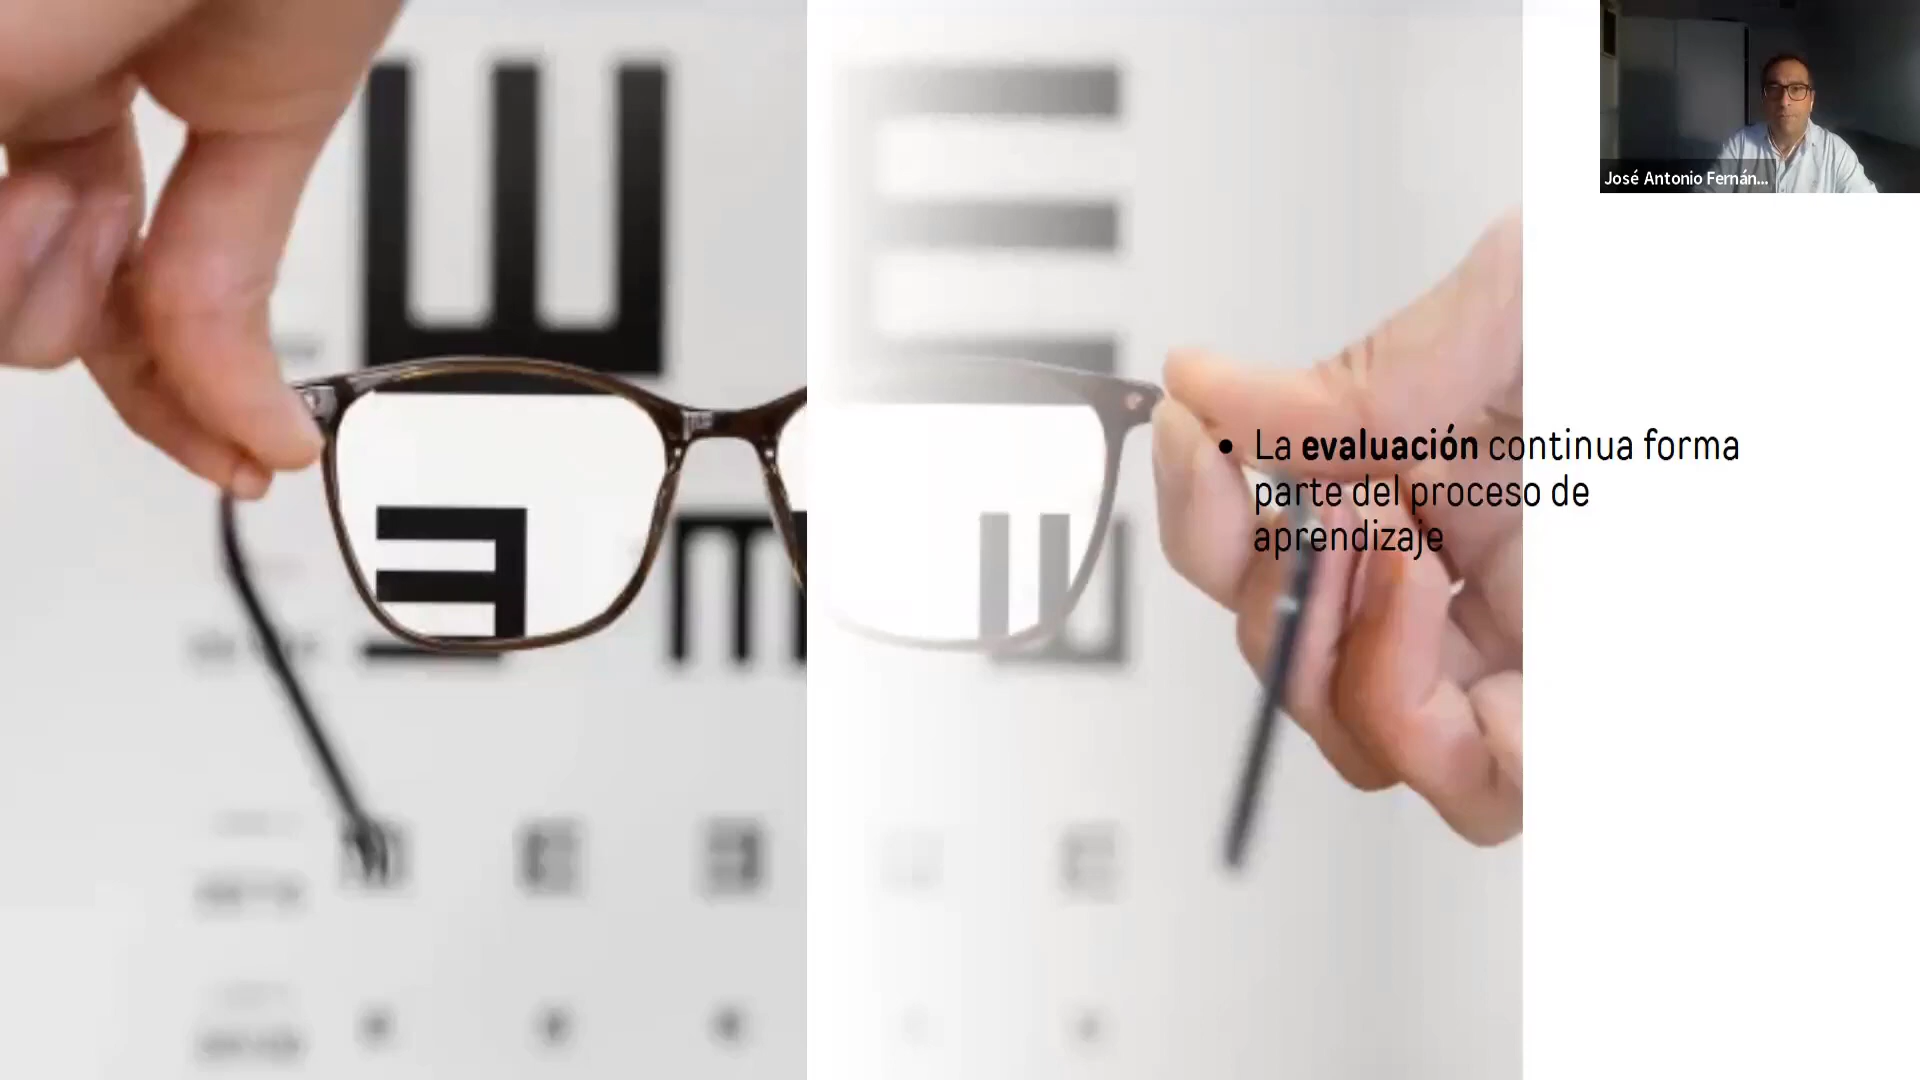 José Antonio Fernán...
• La evaluación continua forma
parte del proceso de
aprendizaje